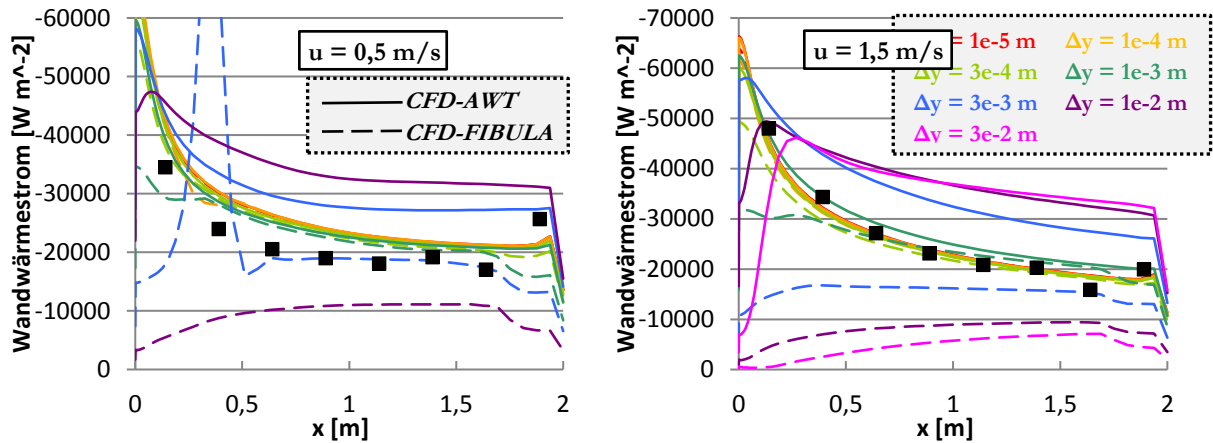 Wandwärmestrom [W m^-2]
-60000
-50000
-40000
-30000
-20000
-10000
0
u = 0,5 m/s
CFD-AWT
CFD-FIBULA
0 0,5 1 1,5 2
x [m]
Wandwärmestrom [W m^-2]
-70000
-60000
-50000
-40000
-30000
-20000
-10000
0
u = 1,5 m/s
= 1e-5 m Δy = 1e-4 m
Δy = 3e-4 m Δy = 1e-3 m
Δy = 3e-3 m Δy = 1e-2 m
Δy = 3e-2 m
0 0,5 1 1,5 2
x [m]